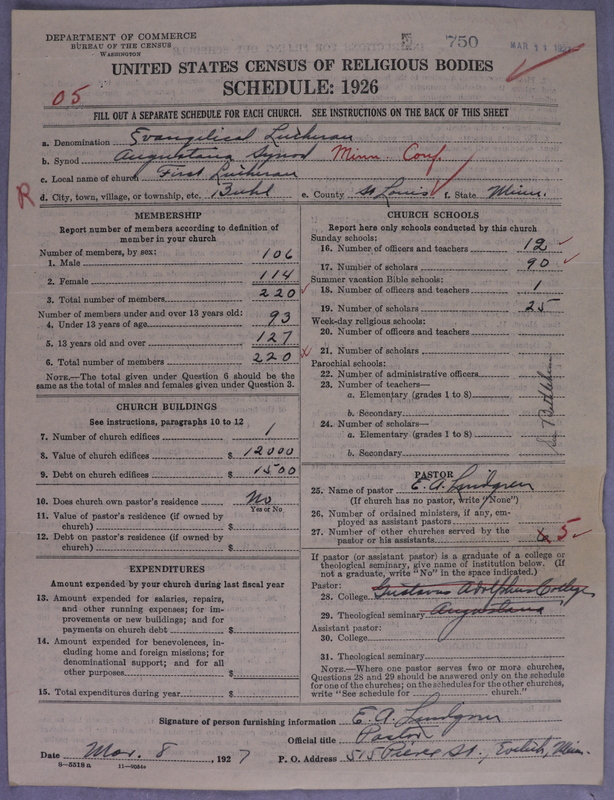 DEPARTMENT OF COMMERCE
BUREAU OF THE CENSUS
WASHINGTON
750
MAR 11 192
UNITED STATES CENSUS OF RELIGIOUS BODIES
SCHEDULE: 1926
05
FILL OUT A SEPARATE SCHEDULE FOR EACH CHURCH. SEE INSTRUCTIONS ON THE BACK OF THIS SHEET
a. Denomination Evangelical Lutheran
b. Synod Augustana Synod Minn. Conf.
c. Local name of church First Lutheran
R
d. City, town, village, or township, etc. Buhl e. County St Louis f. State Minn.
MEMBERSHIP
Report number of members according to definition of
member in your church
Number of members, by sex:
1. Male 106
2. Female 114
3. Total number of members 220
Number of members under and over 13 years old:
4. Under 13 years of age 93
5. 13 years old and over 127
6. Total number of members 220
NOTE.—The total given under Question 6 should be the
same as the total of males and females given under Question 3.
CHURCH BUILDINGS
See instructions, paragraphs 10 to 12
7. Number of church edifices 1
8. Value of church edifices $ 12000
9. Debt on church edifices $ 1500
10. Does church own pastor's residence No
Yes or No
11. Value of pastor's residence (if owned by
church) $
12. Debt on pastor's residence (if owned by
church) $
EXPENDITURES
Amount expended by your church during last fiscal year
13. Amount expended for salaries, repairs,
and other running expenses; for im-
provements or new buildings; and for
payments on church debt $
14. Amount expended for benevolences, in-
cluding home and foreign missions; for
denominational support; and for all
other purposes $
15. Total expenditures during year $
CHURCH SCHOOLS
Report here only schools conducted by this church
Sunday schools:
16. Number of officers and teachers 12
17. Number of scholars 90
Summer vacation Bible schools:
18. Number of officers and teachers 1
19. Number of scholars 25
Week-day religious schools:
20. Number of officers and teachers
21. Number of scholars
Parochial schools:
22. Number of administrative officers
23. Number of teachers—
a. Elementary (grades 1 to 8)
b. Secondary
24. Number of scholars—
a. Elementary (grades 1 to 8)
b. Secondary
PASTOR
25. Name of pastor E. A. Lundgren
(If church has no pastor, write "None")
26. Number of ordained ministers, if any, em-
ployed as assistant pastors
27. Number of other churches served by the
pastor or his assistants 6 5
If pastor (or assistant pastor) is a graduate of a college or
theological seminary, give name of institution below. (If
not a graduate, write "No" in the space indicated.)
Pastor:
28. College Gustavus Adolphus College
29. Theological seminary Augustana
Assistant pastor:
30. College
31. Theological seminary
NOTE.—Where one pastor serves two or more churches,
Questions 28 and 29 should be answered only on the schedule
for one of the churches; on the schedules for the other churches,
write "See schedule for church."
Signature of person furnishing information E. A. Lundgren
Official title Pastor
Date Mar. 8, 1927 P. O. Address 515 Pierce St., Eveleth, Minn.
8—5518 a